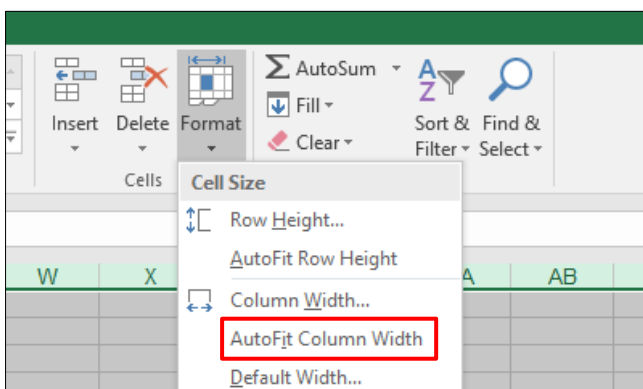 Insert
Delete
Format
AutoSum
Fill
Clear
Sort &
Filter
Find &
Select
Cells
Cell Size
Row Height...
AutoFit Row Height
Column Width...
AutoFit Column Width
Default Width...
W
X
A
AB